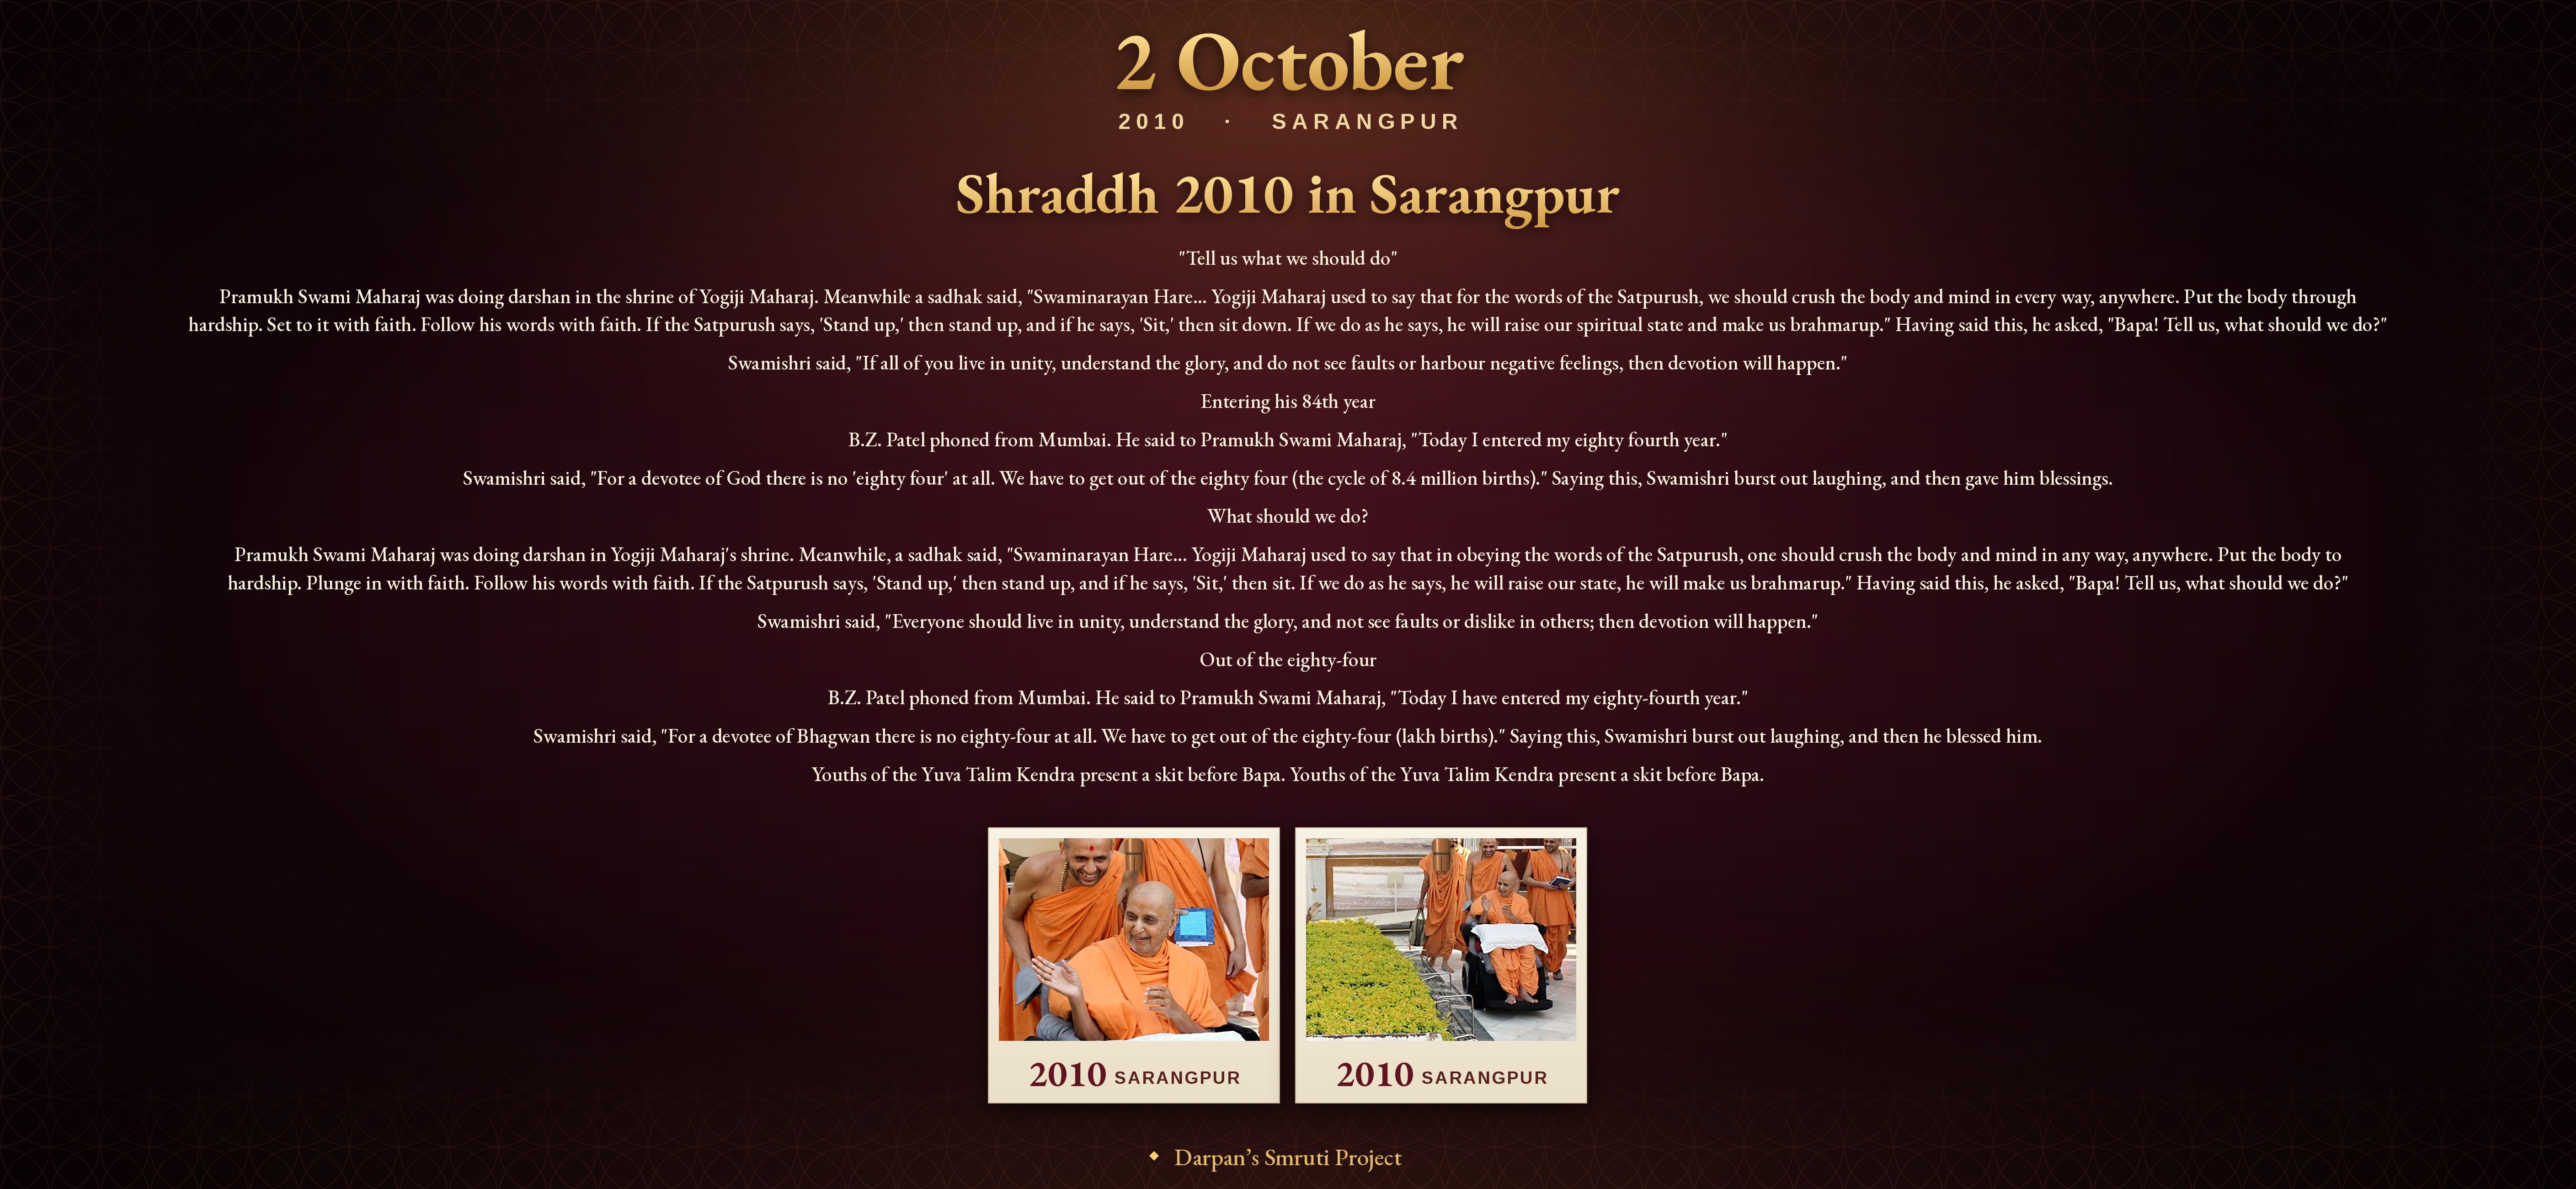 2 October
2010 · SARANGPUR
Shraddh 2010 in Sarangpur
"Tell us what we should do"
Pramukh Swami Maharaj was doing darshan in the shrine of Yogiji Maharaj. Meanwhile a sadhak said, "Swaminarayan Hare... Yogiji Maharaj used to say that for the words of the Satpurush, we should crush the body and mind in every way, anywhere. Put the body through
hardship. Set to it with faith. Follow his words with faith. If the Satpurush says, 'Stand up,' then stand up, and if he says, 'Sit,' then sit down. If we do as he says, he will raise our spiritual state and make us brahmarup." Having said this, he asked, "Bapa! Tell us, what should we do?"
Swamishri said, "If all of you live in unity, understand the glory, and do not see faults or harbour negative feelings, then devotion will happen."
Entering his 84th year
B.Z. Patel phoned from Mumbai. He said to Pramukh Swami Maharaj, "Today I entered my eighty fourth year."
Swamishri said, "For a devotee of God there is no 'eighty four' at all. We have to get out of the eighty four (the cycle of 8.4 million births)." Saying this, Swamishri burst out laughing, and then gave him blessings.
What should we do?
Pramukh Swami Maharaj was doing darshan in Yogiji Maharaj's shrine. Meanwhile, a sadhak said, "Swaminarayan Hare... Yogiji Maharaj used to say that in obeying the words of the Satpurush, one should crush the body and mind in any way, anywhere. Put the body to
hardship. Plunge in with faith. Follow his words with faith. If the Satpurush says, 'Stand up,' then stand up, and if he says, 'Sit,' then sit. If we do as he says, he will raise our state, he will make us brahmarup." Having said this, he asked, "Bapa! Tell us, what should we do?"
Swamishri said, "Everyone should live in unity, understand the glory, and not see faults or dislike in others; then devotion will happen."
Out of the eighty-four
B.Z. Patel phoned from Mumbai. He said to Pramukh Swami Maharaj, "Today I have entered my eighty-fourth year."
Swamishri said, "For a devotee of Bhagwan there is no eighty-four at all. We have to get out of the eighty-four (lakh births)." Saying this, Swamishri burst out laughing, and then he blessed him.
Youths of the Yuva Talim Kendra present a skit before Bapa. Youths of the Yuva Talim Kendra present a skit before Bapa.
2010 SARANGPUR
2010 SARANGPUR
Darpan’s Smruti Project